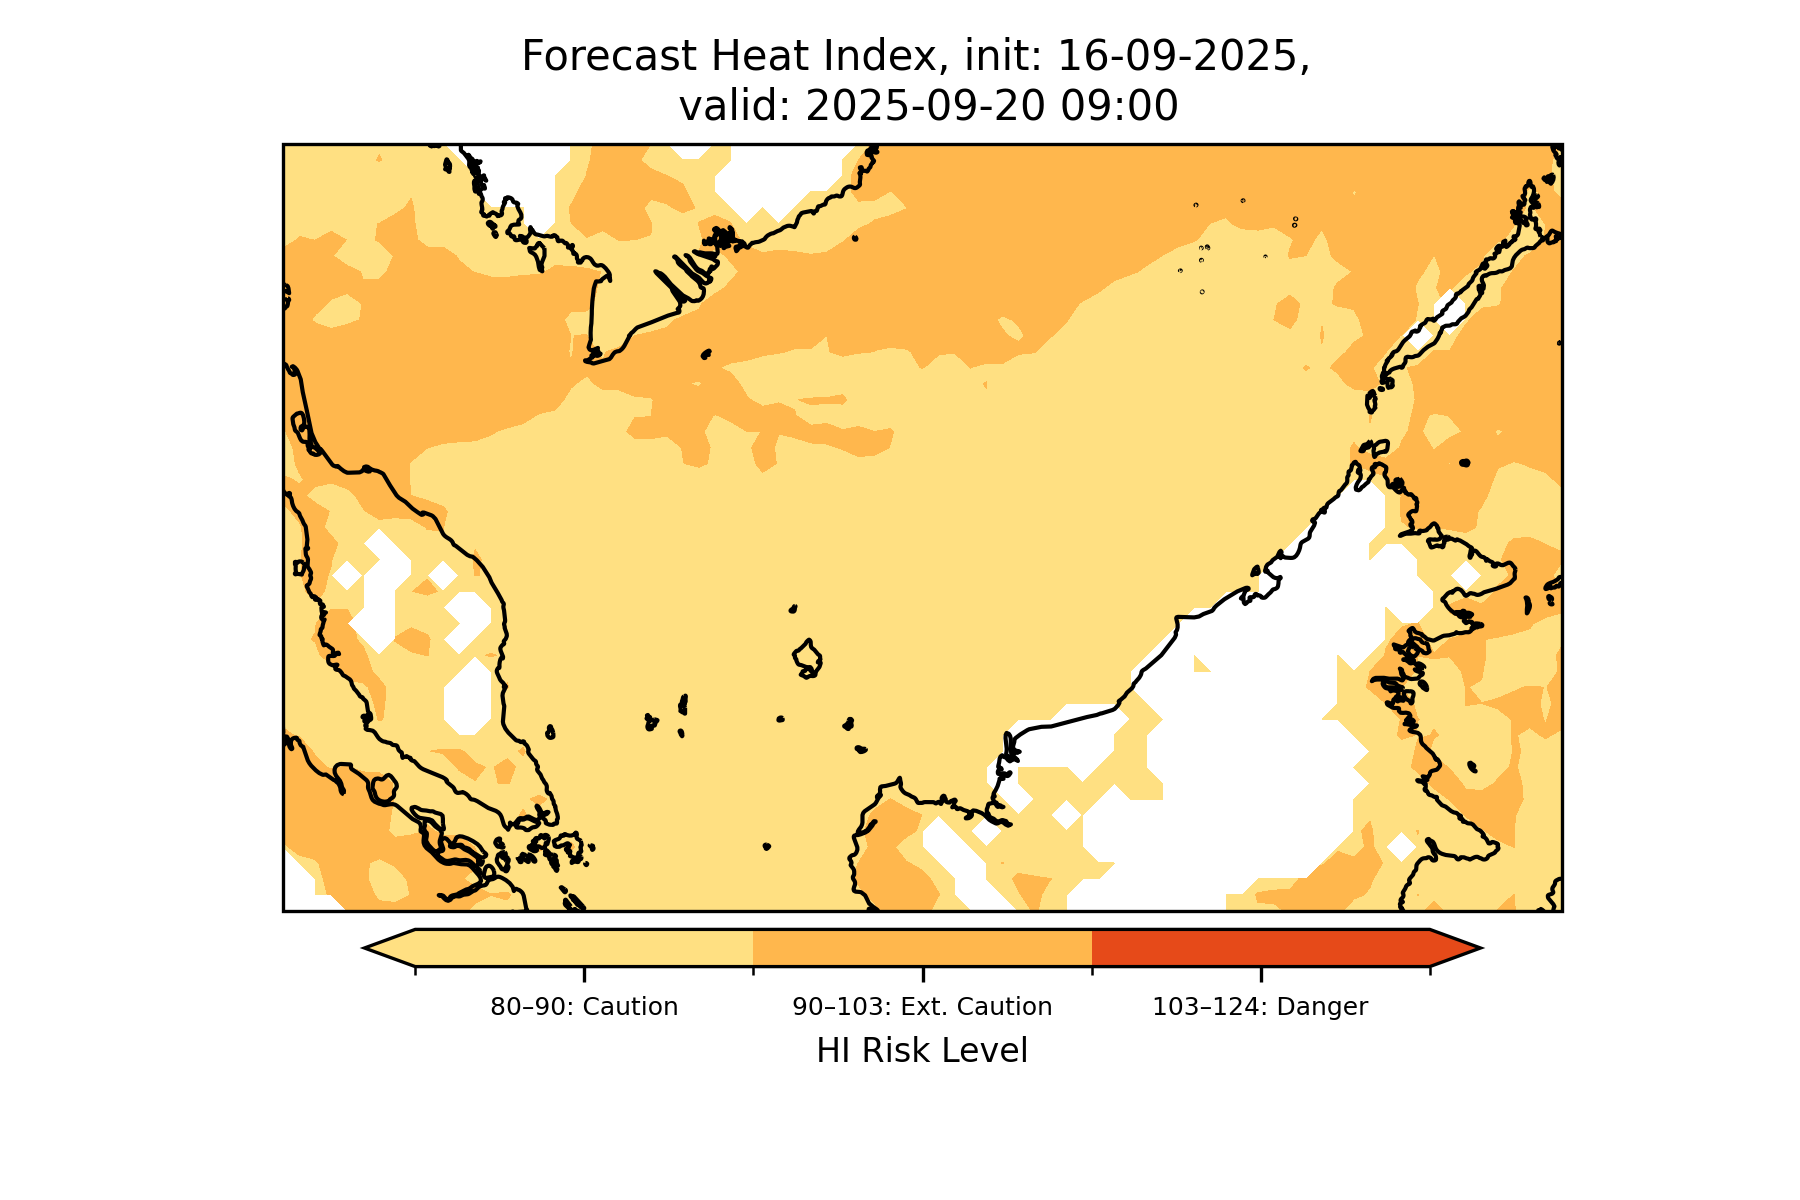 Forecast Heat Index, init: 16-09-2025,
valid: 2025-09-20 09:00
80–90: Caution
90–103: Ext. Caution
103–124: Danger
HI Risk Level